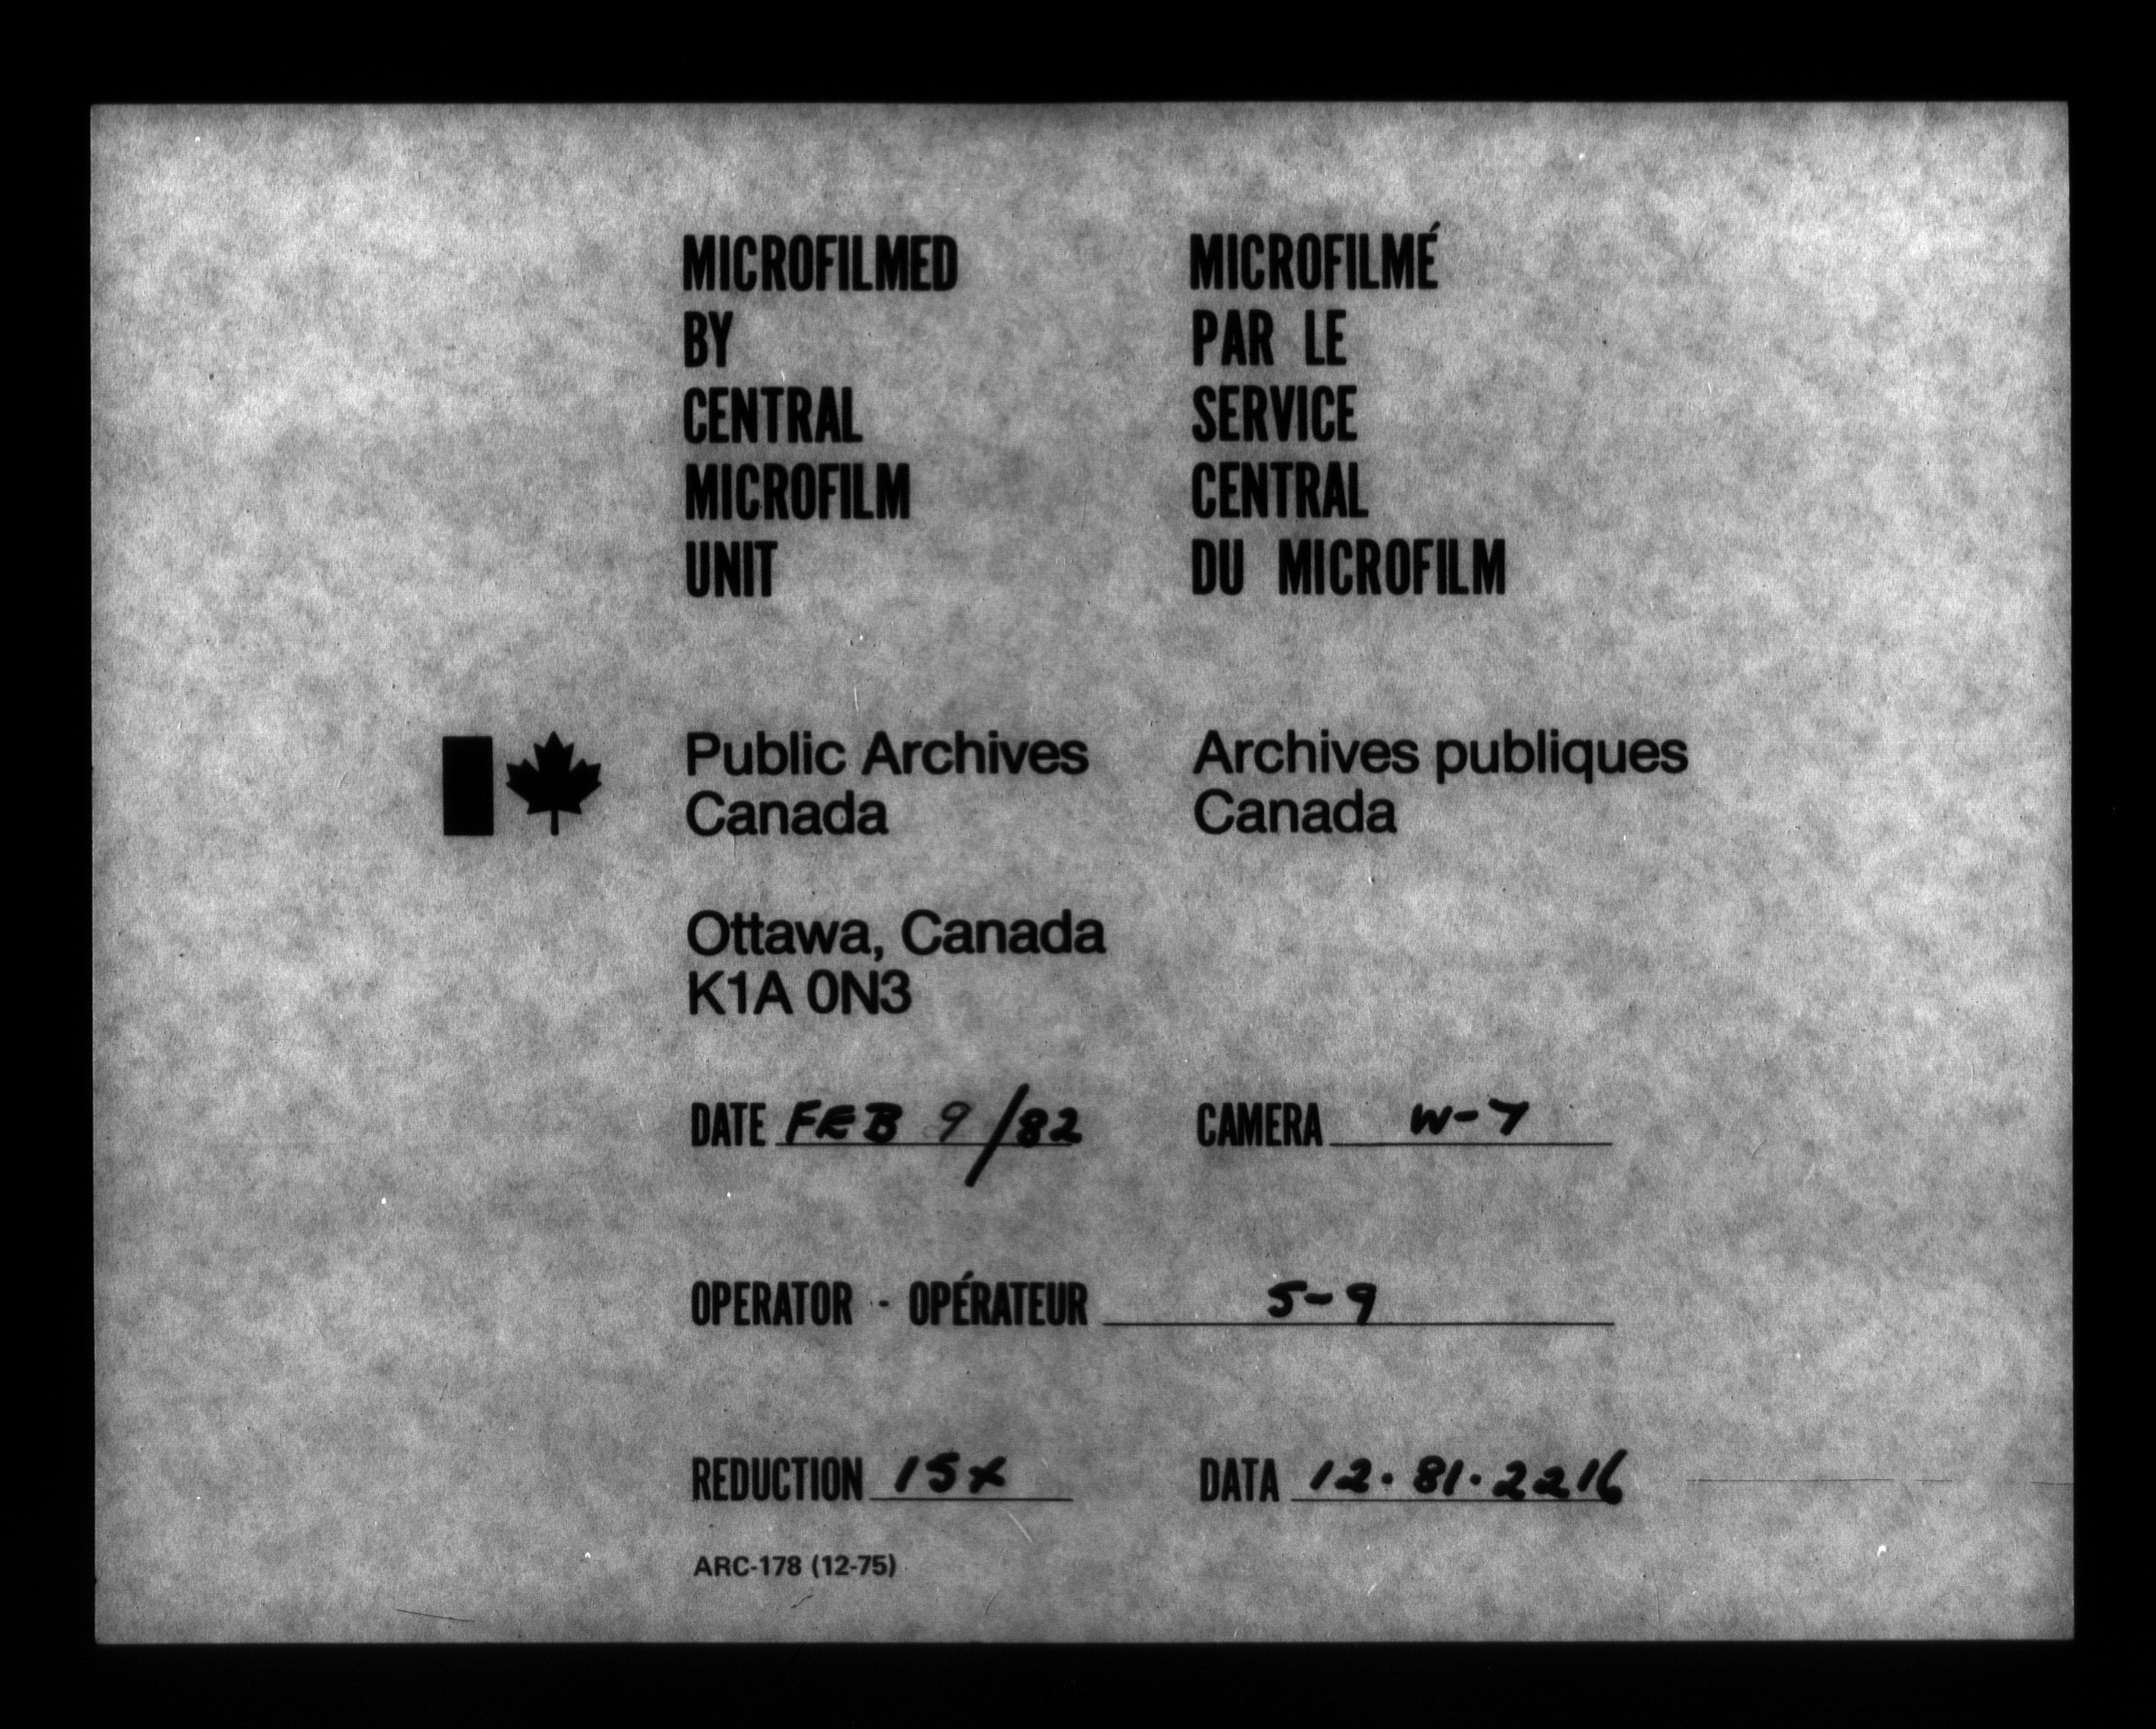 MICROFILMED
BY
CENTRAL
MICROFILM
UNIT
MICROFILMÉ
PAR LE
SERVICE
CENTRAL
DU MICROFILM
Public Archives
Canada
Archives publiques
Canada
Ottawa, Canada
K1A 0N3
DATE FEB 9/82
CAMERA W-7
OPERATOR - OPÉRATEUR 5-9
REDUCTION 15X
DATA 12.81.2216
ARC-178 (12-75)